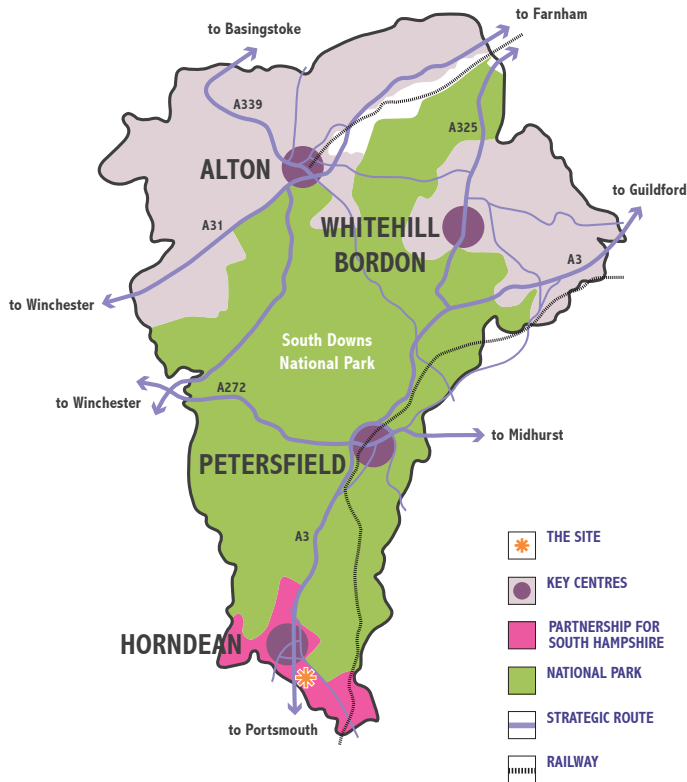 to Farnham
to Basingstoke
A339
A325
ALTON
to Guildford
A31
WHITEHILL
BORDON
A3
to Winchester
South Downs
National Park
A272
to Winchester
to Midhurst
PETERSFIELD
A3
THE SITE
KEY CENTRES
PARTNERSHIP FOR
SOUTH HAMPSHIRE
HORNDEAN
NATIONAL PARK
STRATEGIC ROUTE
to Portsmouth
RAILWAY